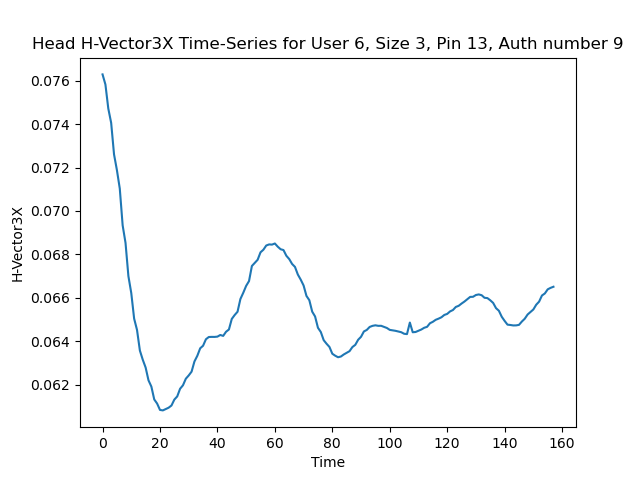 Head H-Vector3X Time-Series for User 6, Size 3, Pin 13, Auth number 9
0.076
0.074
0.072
0.070
0.068
0.066
0.064
0.062
H-Vector3X
0 20 40 60 80 100 120 140 160
Time